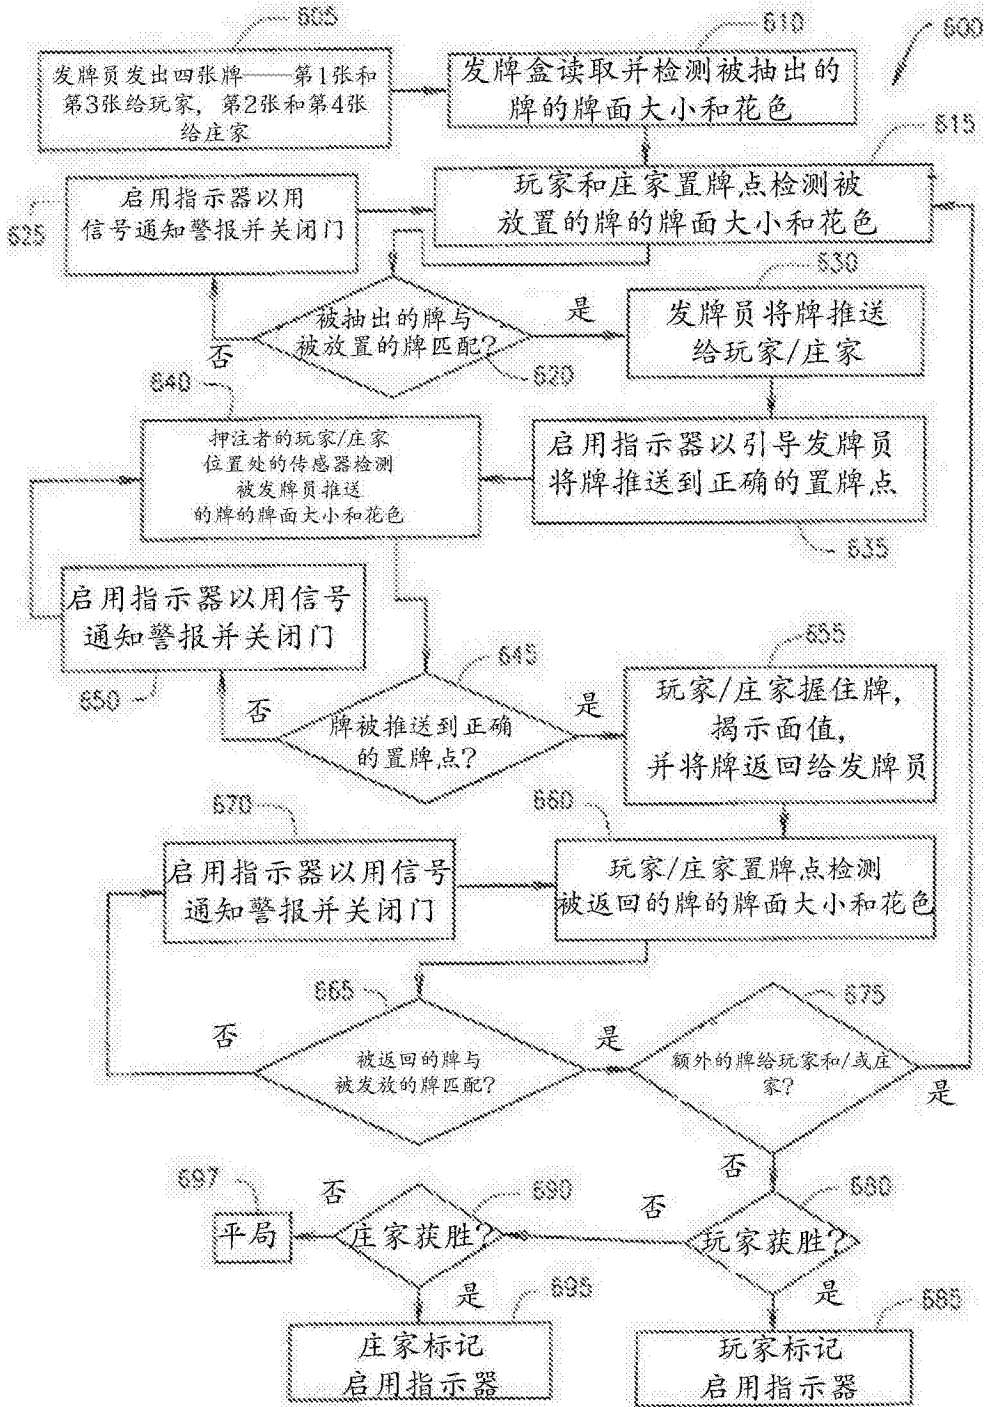 605
610
600
发牌员发出四张牌——第1张和
第3张给玩家, 第2张和第4张
给庄家
发牌盒读取并检测被抽出的
牌的牌面大小和花色
615
启用指示器以用
信号通知警报并关闭门
625
玩家和庄家置牌点检测被
放置的牌的牌面大小和花色
630
被抽出的牌与
被放置的牌匹配?
是
否
620
发牌员将牌推送
给玩家/庄家
640
押注者的玩家/庄家
位置处的传感器检测
被发牌员推送
的牌的牌面大小和花色
启用指示器以引导发牌员
将牌推送到正确的置牌点
635
启用指示器以用信号
通知警报并关闭门
650
645
655
否
牌被推送到正确
的置牌点?
是
玩家/庄家握住牌,
揭示面值,
并将牌返回给发牌员
670
660
启用指示器以用信号
通知警报并关闭门
玩家/庄家置牌点检测
被返回的牌的牌面大小和花色
665
675
否
被返回的牌与
被发放的牌匹配?
是
额外的牌给玩家和/或庄
家?
是
否
697
否
690
否
680
平局
庄家获胜?
玩家获胜?
是
695
是
685
庄家标记
启用指示器
玩家标记
启用指示器